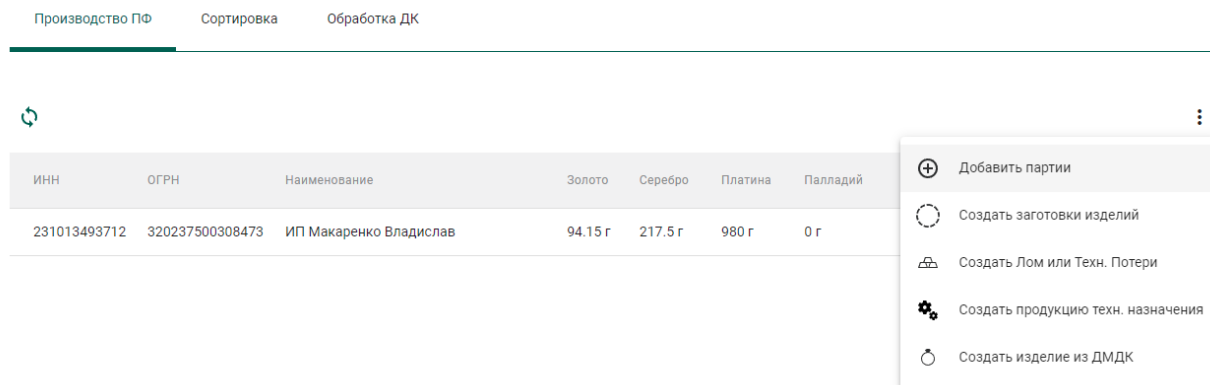 Производство ПФ Сортировка Обработка ДК
ИНН ОГРН Наименование Золото Серебро Платина Палладий
231013493712 320237500308473 ИП Макаренко Владислав 94.15 г 217.5 г 980 г 0 г
Добавить партии
Создать заготовки изделий
Создать Лом или Техн. Потери
Создать продукцию техн. назначения
Создать изделие из ДМДК